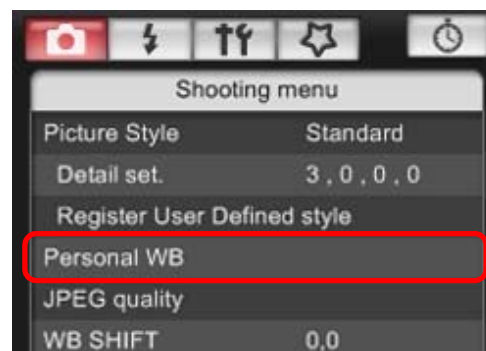 Shooting menu
Picture Style Standard
Detail set. 3 , 0 , 0 , 0
Register User Defined style
Personal WB
JPEG quality
WB SHIFT 0,0